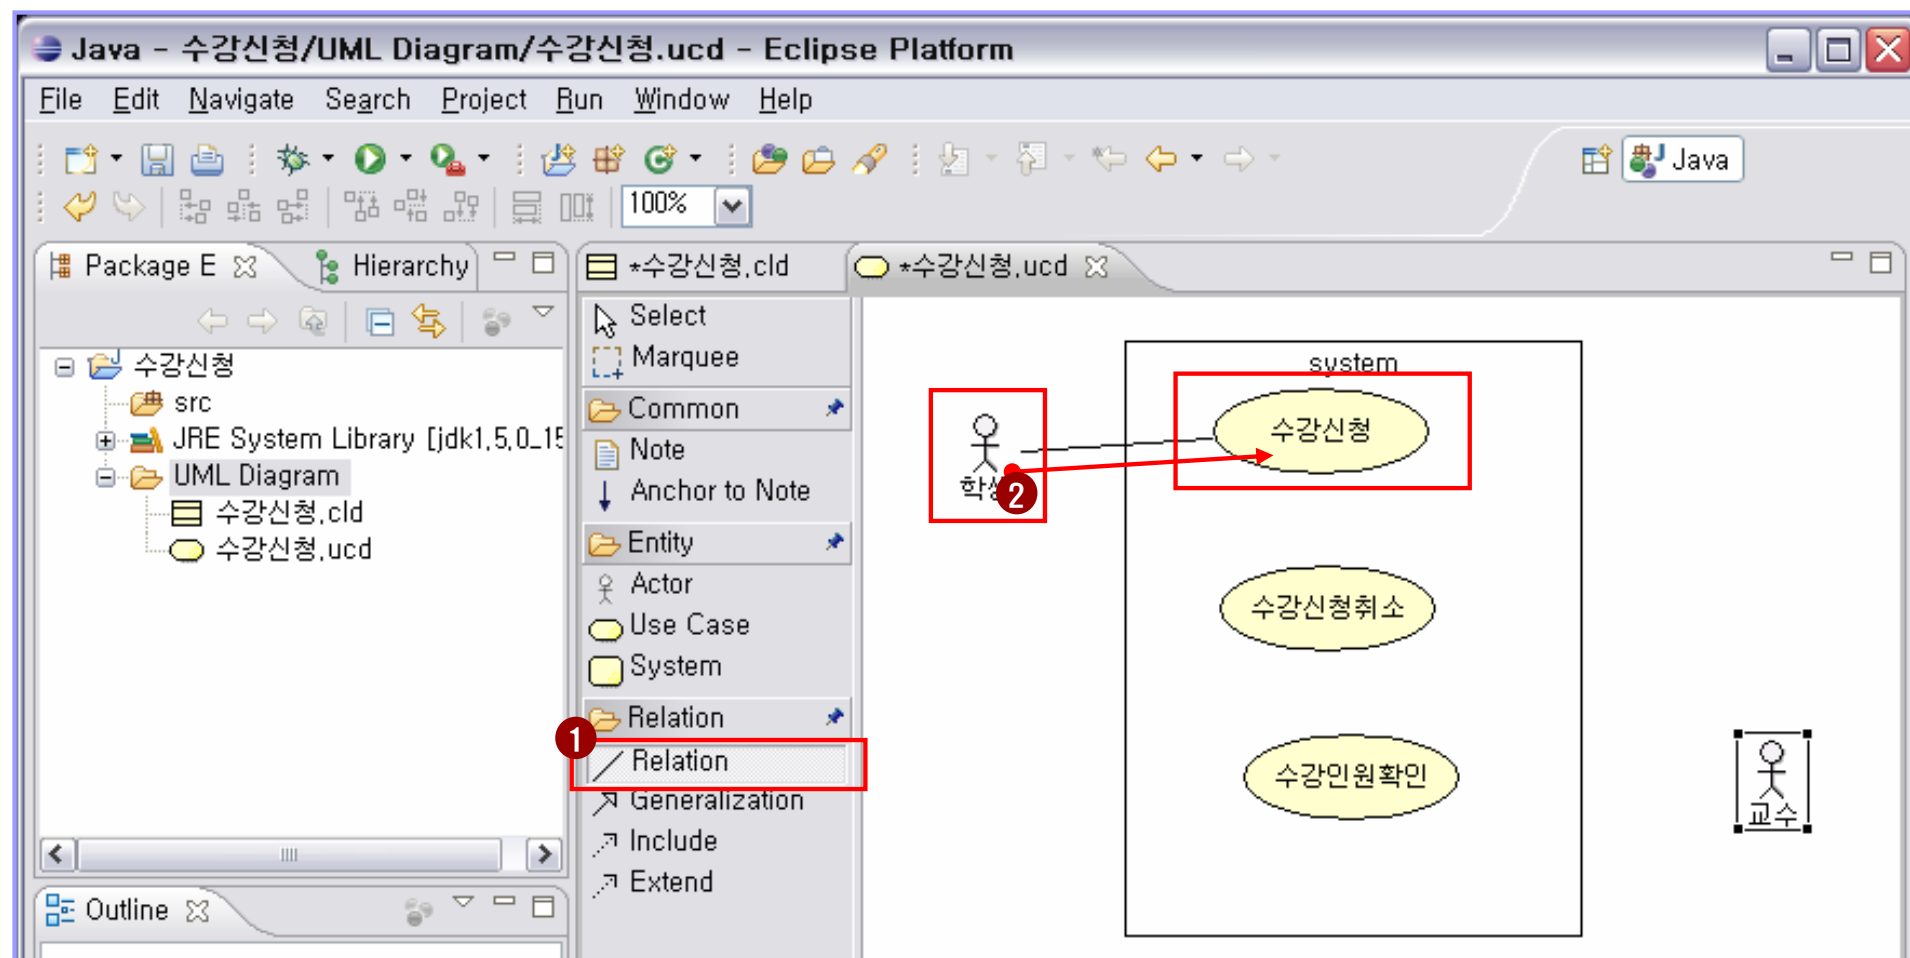 Java - 수강신청/UML Diagram/수강신청.ucd - Eclipse Platform
File Edit Navigate Search Project Run Window Help
Java
100%
Package E
Hierarchy
*수강신청.cld
*수강신청.ucd
수강신청
src
JRE System Library [jdk1.5.0_15
UML Diagram
수강신청.cld
수강신청.ucd
Outline
Select
Marquee
Common
Note
Anchor to Note
Entity
Actor
Use Case
System
Relation
1
Relation
Generalization
Include
Extend
system
수강신청
2
수강신청취소
수강인원확인
교수